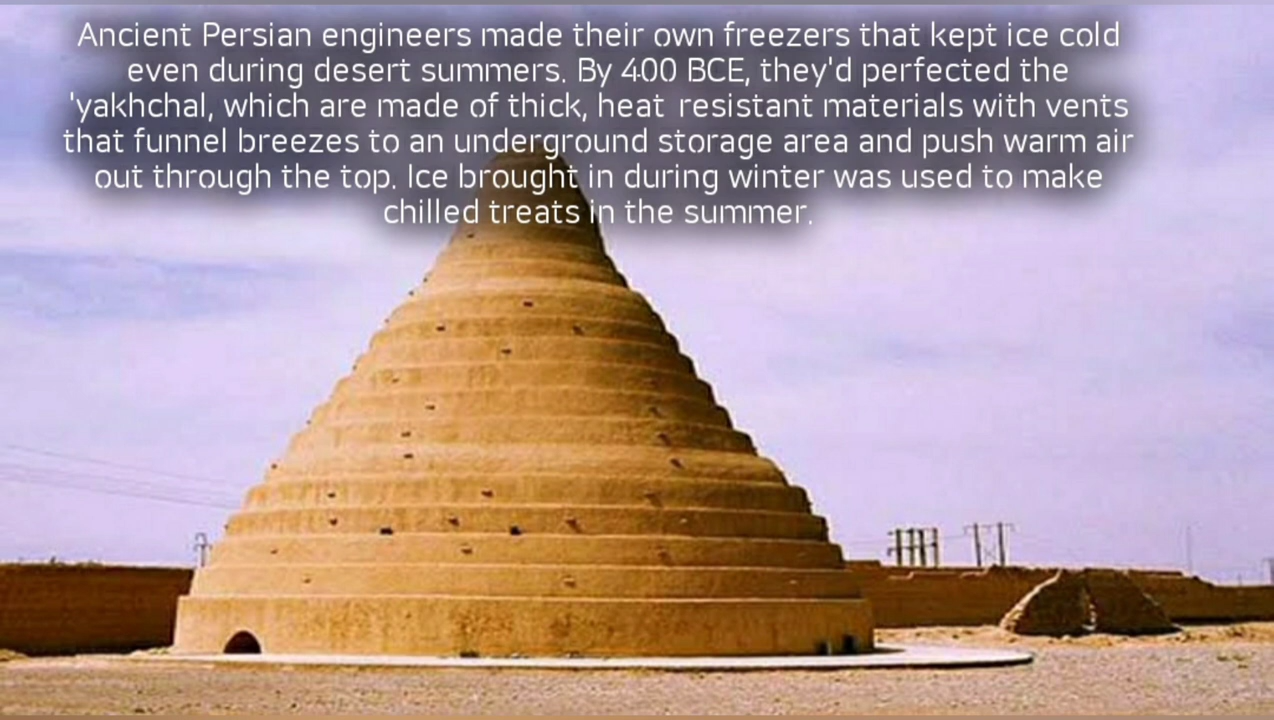 Ancient Persian engineers made their own freezers that kept ice cold
even during desert summers. By 400 BCE, they'd perfected the
'yakhchal, which are made of thick, heat resistant materials with vents
that funnel breezes to an underground storage area and push warm air
out through the top. Ice brought in during winter was used to make
chilled treats in the summer.